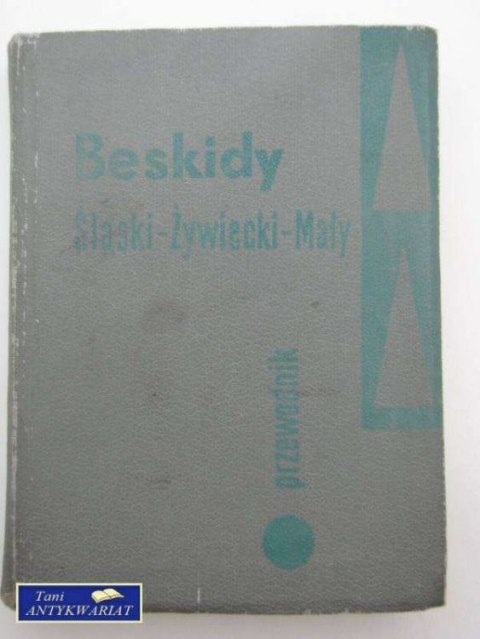 Beskidy
Śląski-Żywiecki-Mały
przewodnik
Tani
ANTYKWARIAT